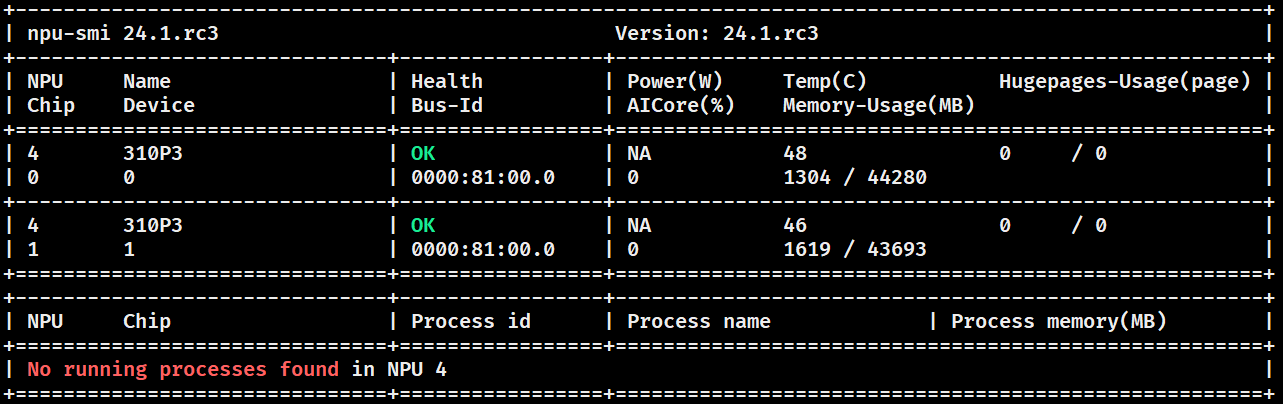 +-------------------------------------------------------------------------------------------------------+
| npu-smi 24.1.rc3                                 Version: 24.1.rc3                                     |
+-------------------------------+-----------------+------------------------------------------------------+
| NPU     Name                  | Health          | Power(W)     Temp(C)           Hugepages-Usage(page) |
| Chip    Device                | Bus-Id          | AICore(%)    Memory-Usage(MB)                        |
+===============================+=================+======================================================+
| 4       310P3                 | OK              | NA           48                0     / 0             |
| 0       0                     | 0000:81:00.0    | 0            1304 / 44280                            |
+-------------------------------+-----------------+------------------------------------------------------+
| 4       310P3                 | OK              | NA           46                0     / 0             |
| 1       1                     | 0000:81:00.0    | 0            1619 / 43693                            |
+===============================+=================+======================================================+
+-------------------------------+-----------------+------------------------------------------------------+
| NPU     Chip                  | Process id      | Process name             | Process memory(MB)        |
+===============================+=================+======================================================+
| No running processes found in NPU 4                                                                    |
+===============================+=================+======================================================+